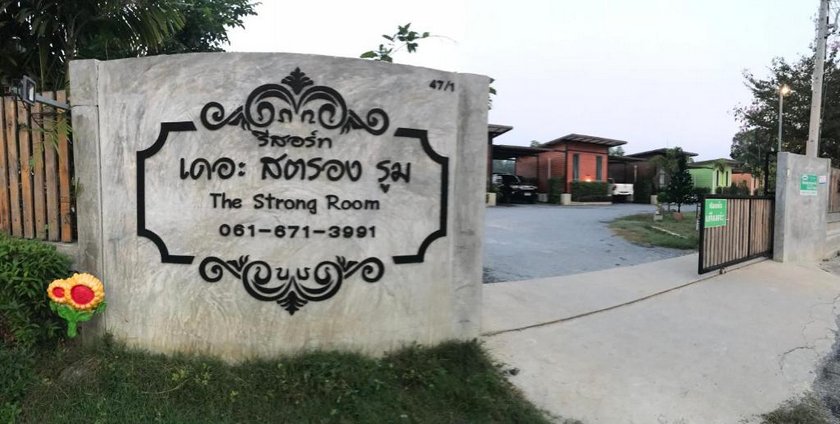 47/1
รีสอร์ท
เดอะ สตรอง รูม
The Strong Room
061-671-3991